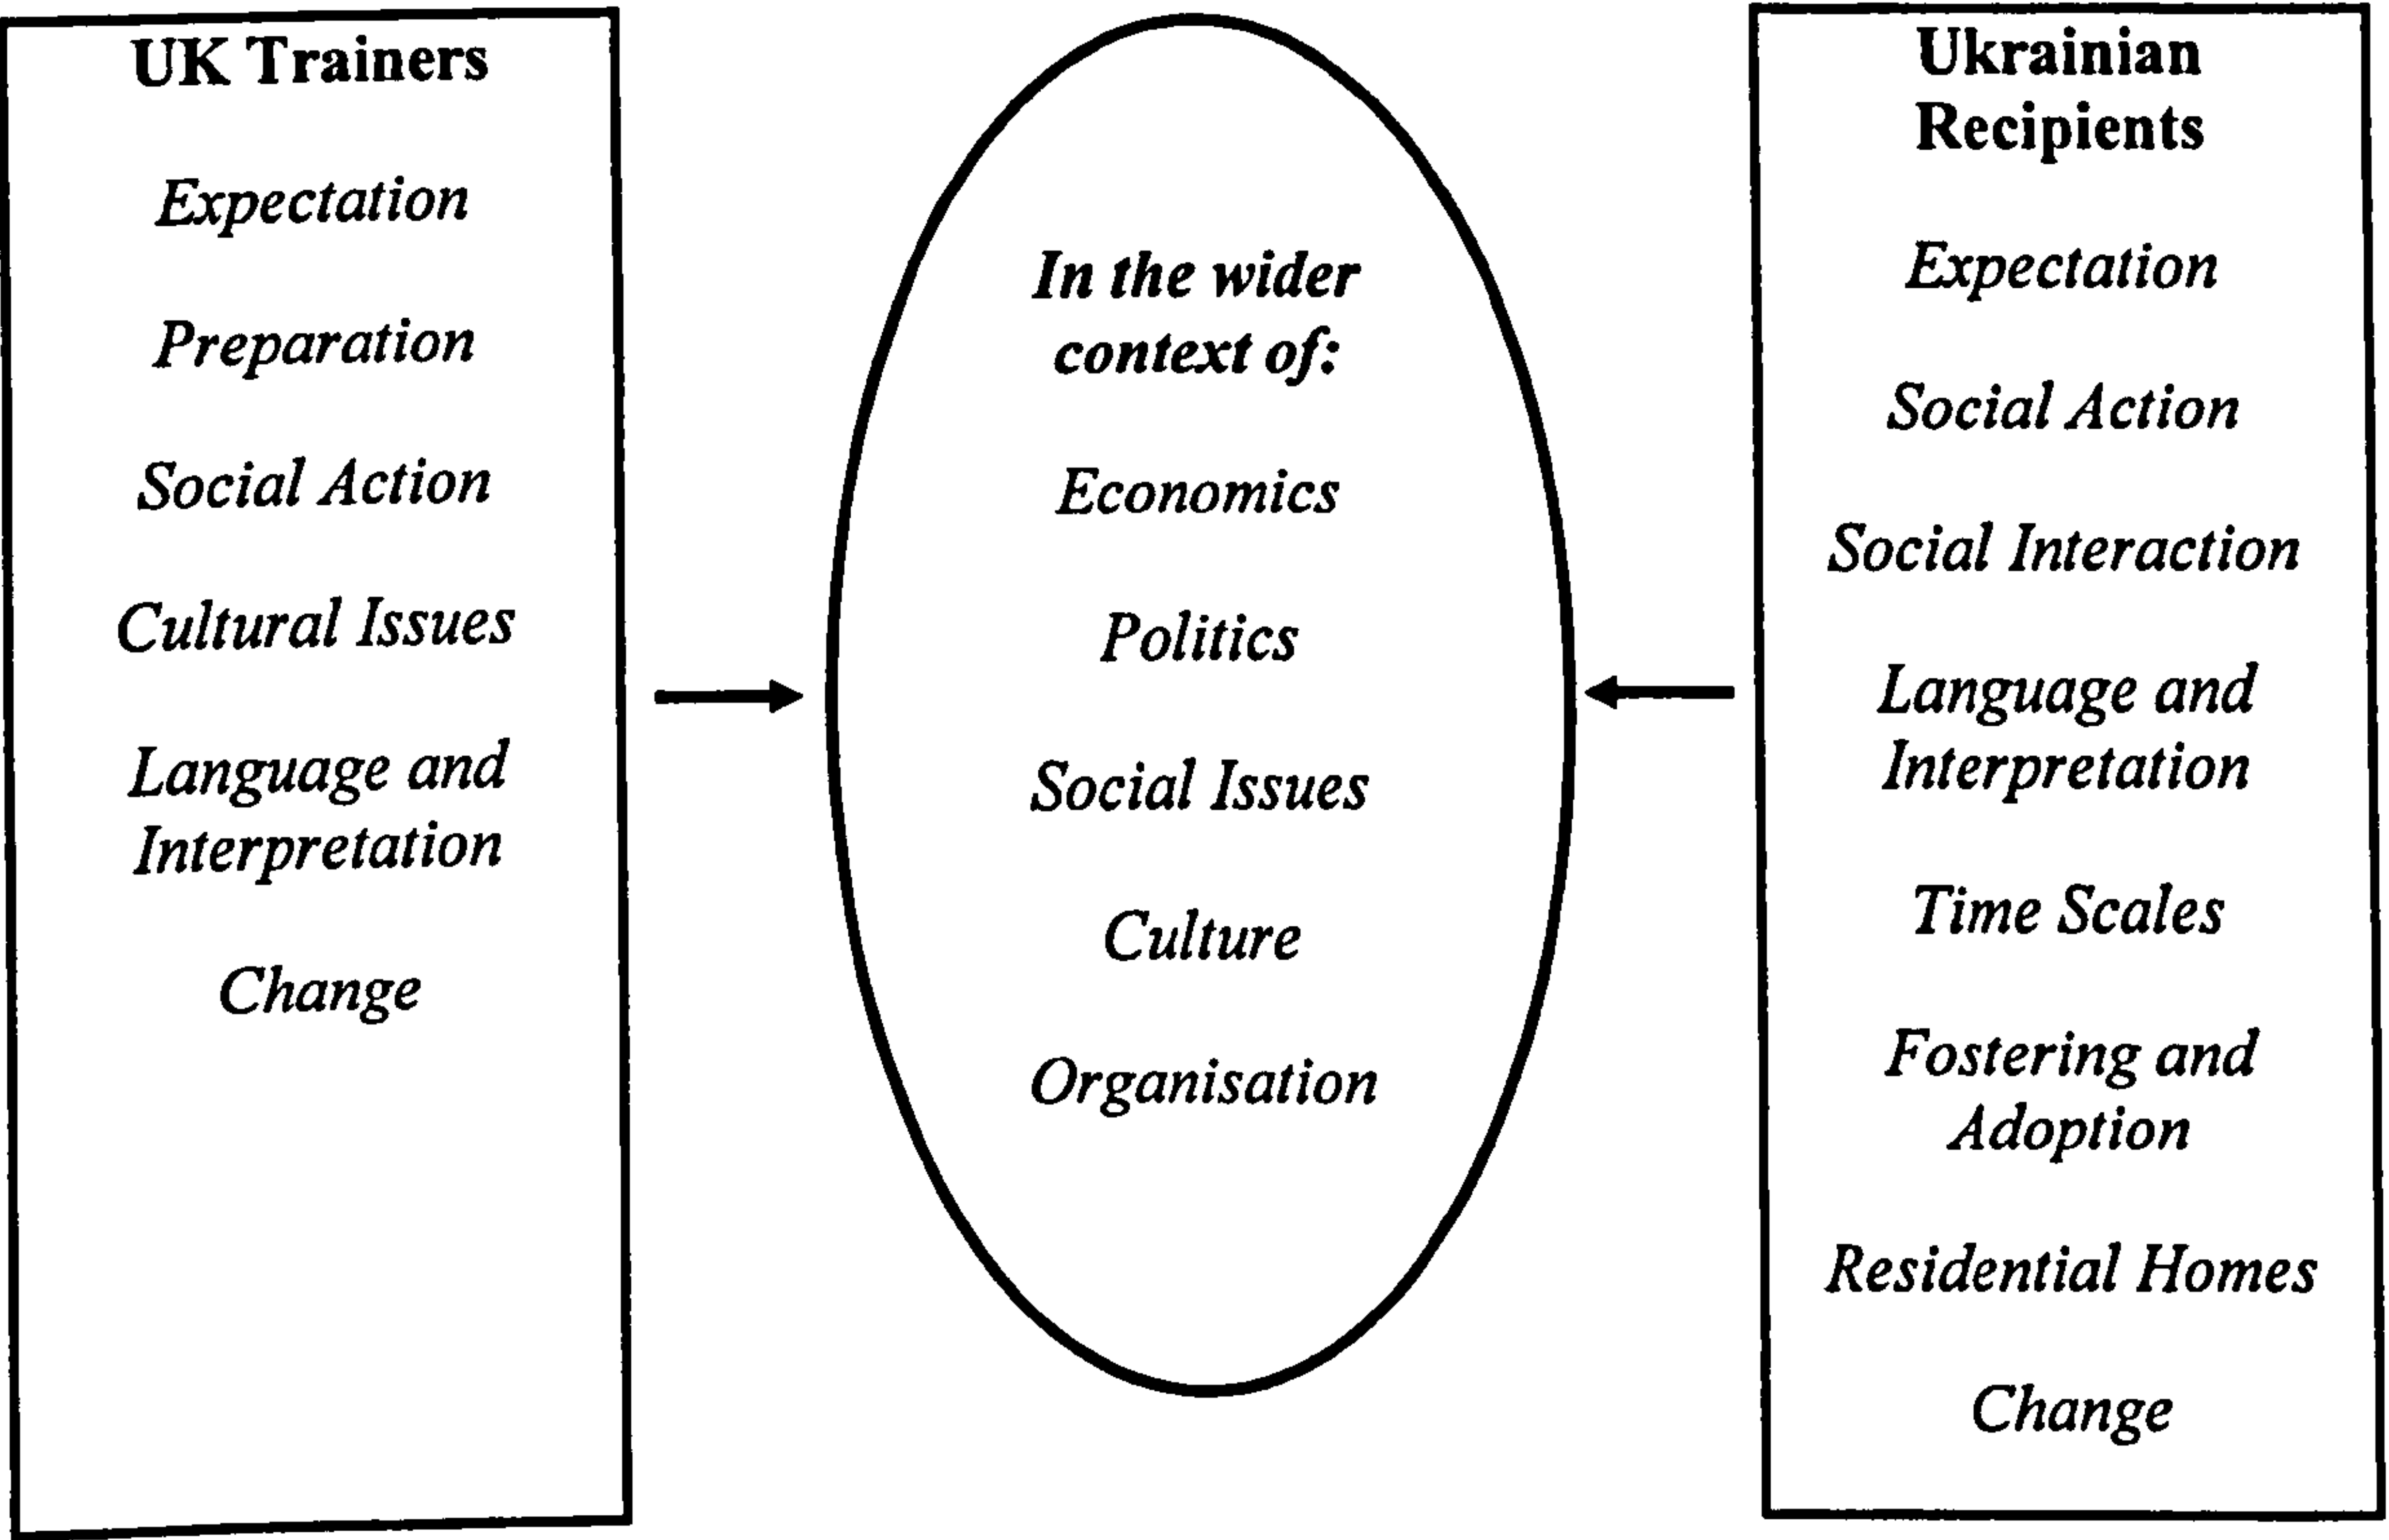 UK Trainers
Expectation
Preparation
Social Action
Cultural Issues
Language and
Interpretation
Change
In the wider
context of:
Economics
Politics
Social Issues
Culture
Organisation
Ukrainian
Recipients
Expectation
Social Action
Social Interaction
Language and
Interpretation
Time Scales
Fostering and
Adoption
Residential Homes
Change